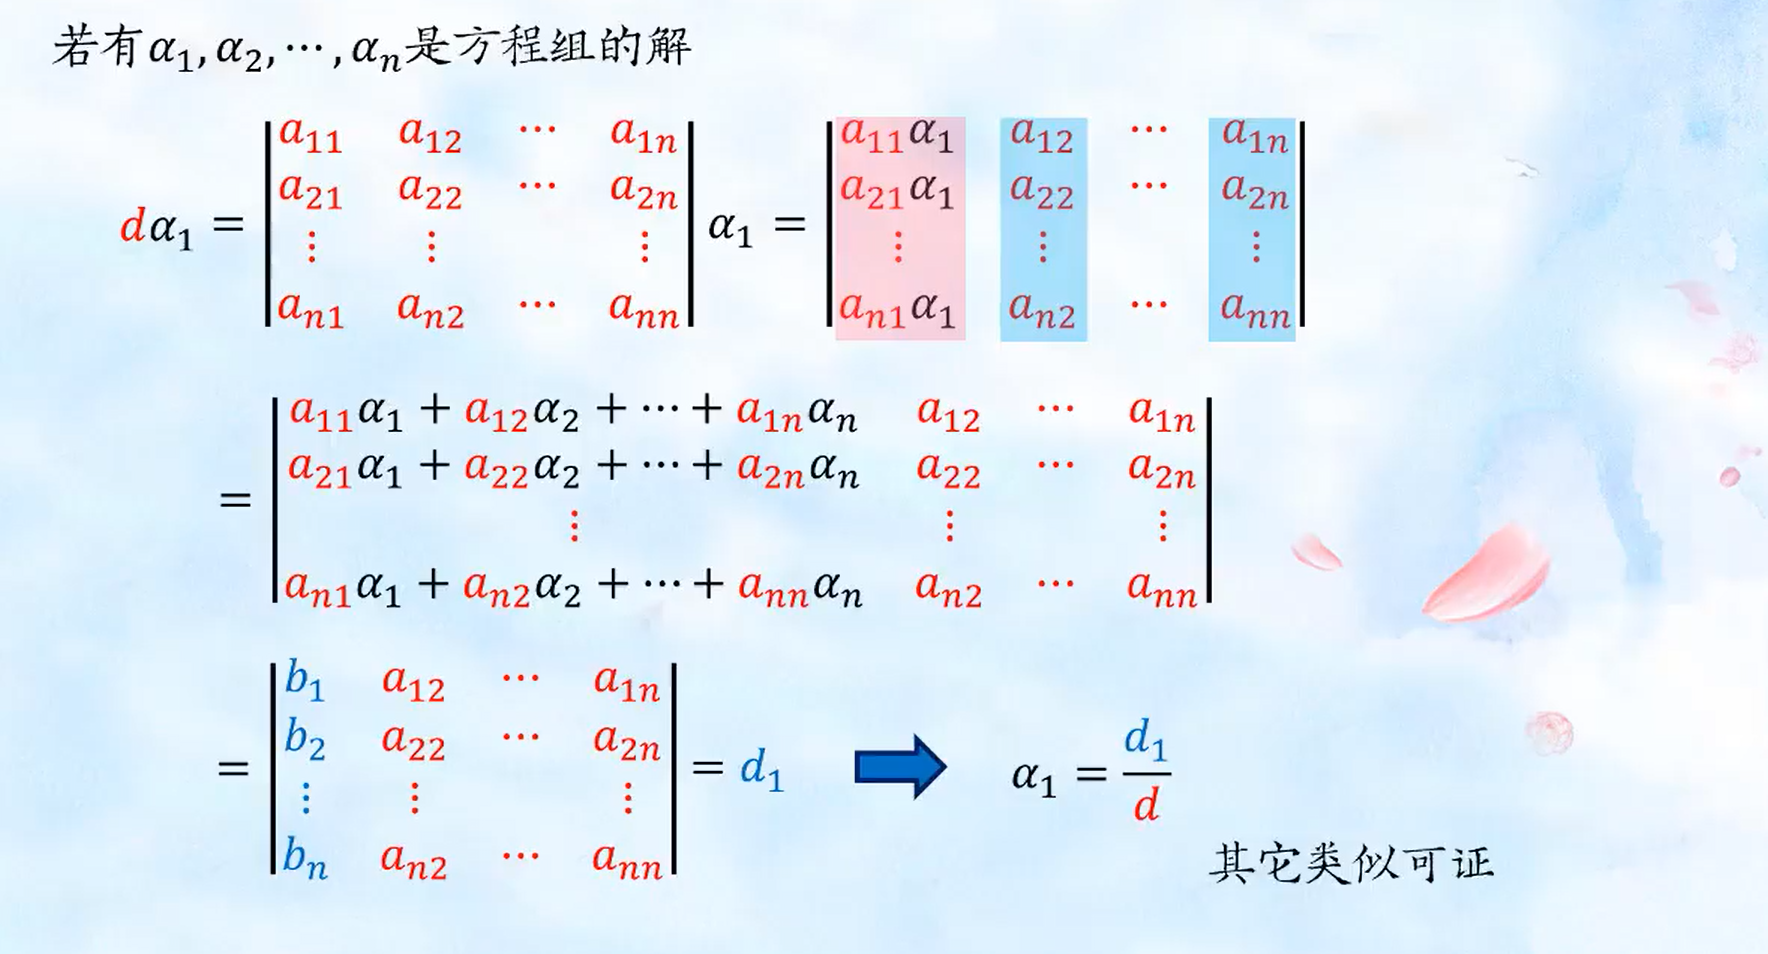 若有α₁, α₂, ⋯ , αₙ是方程组的解
dα₁ = | a₁₁ a₁₂ ⋯ a₁ₙ ; a₂₁ a₂₂ ⋯ a₂ₙ ; ⋮ ⋮ ⋮ ; aₙ₁ aₙ₂ ⋯ aₙₙ | α₁ = | a₁₁α₁ a₁₂ ⋯ a₁ₙ ; a₂₁α₁ a₂₂ ⋯ a₂ₙ ; ⋮ ⋮ ⋮ ; aₙ₁α₁ aₙ₂ ⋯ aₙₙ |
= | a₁₁α₁ + a₁₂α₂ + ⋯ + a₁ₙαₙ a₁₂ ⋯ a₁ₙ ; a₂₁α₁ + a₂₂α₂ + ⋯ + a₂ₙαₙ a₂₂ ⋯ a₂ₙ ; ⋮ ⋮ ⋮ ; aₙ₁α₁ + aₙ₂α₂ + ⋯ + aₙₙαₙ aₙ₂ ⋯ aₙₙ |
= | b₁ a₁₂ ⋯ a₁ₙ ; b₂ a₂₂ ⋯ a₂ₙ ; ⋮ ⋮ ⋮ ; bₙ aₙ₂ ⋯ aₙₙ | = d₁ ➡ α₁ = d₁/d
其它类似可证